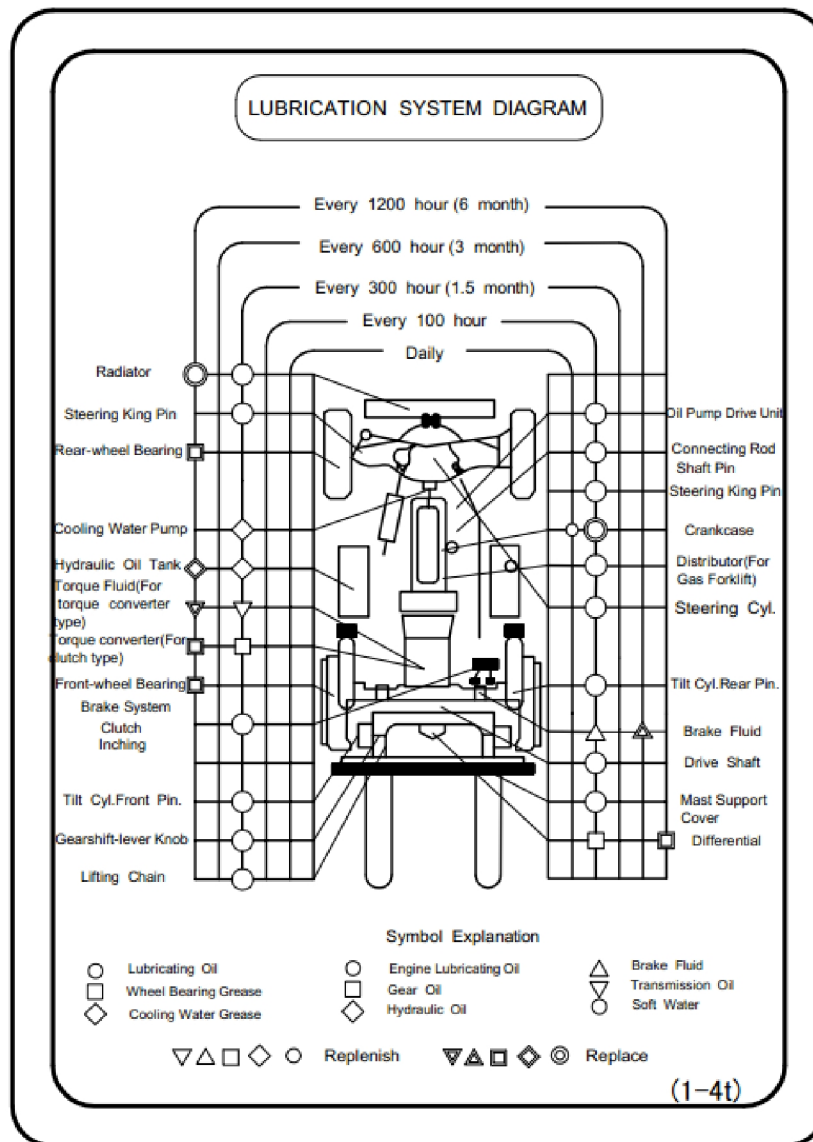 LUBRICATION SYSTEM DIAGRAM
Every 1200 hour (6 month)
Every 600 hour (3 month)
Every 300 hour (1.5 month)
Every 100 hour
Daily
Radiator
Steering King Pin
Rear-wheel Bearing
Cooling Water Pump
Hydraulic Oil Tank
Torque Fluid(For
torque converter
type)
Torque converter(For
clutch type)
Front-wheel Bearing
Brake System
Clutch
Inching
Tilt Cyl.Front Pin.
Gearshift-lever Knob
Lifting Chain
Oil Pump Drive Unit
Connecting Rod
Shaft Pin
Steering King Pin
Crankcase
Distributor(For
Gas Forklift)
Steering Cyl.
Tilt Cyl.Rear Pin.
Brake Fluid
Drive Shaft
Mast Support
Cover
Differential
Symbol Explanation
Lubricating Oil
Wheel Bearing Grease
Cooling Water Grease
Engine Lubricating Oil
Gear Oil
Hydraulic Oil
Brake Fluid
Transmission Oil
Soft Water
Replenish
Replace
(1-4t)